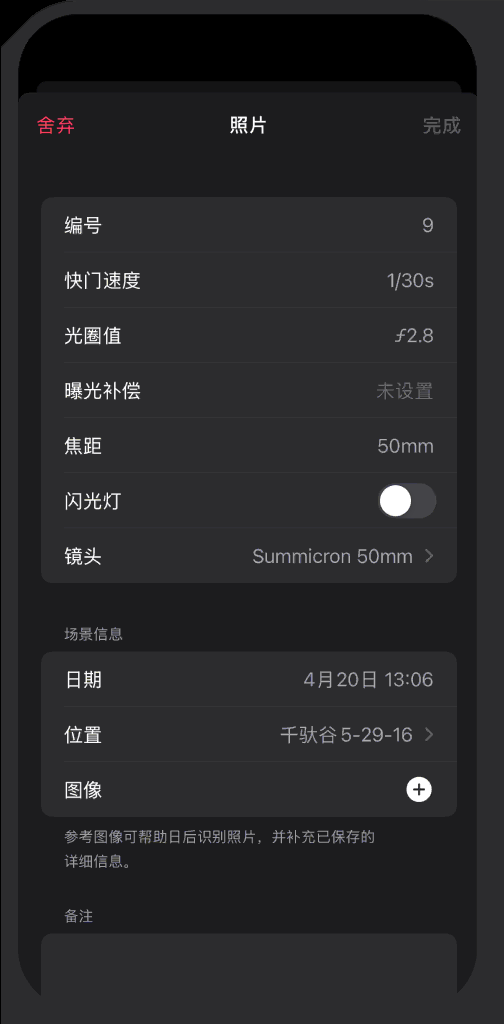 舍弃 照片 完成
编号 9
快门速度 1/30s
光圈值 ƒ2.8
曝光补偿 未设置
焦距 50mm
闪光灯
镜头 Summicron 50mm
场景信息
日期 4月20日 13:06
位置 千驮谷 5-29-16
图像
参考图像可帮助日后识别照片，并补充已保存的
详细信息。
备注